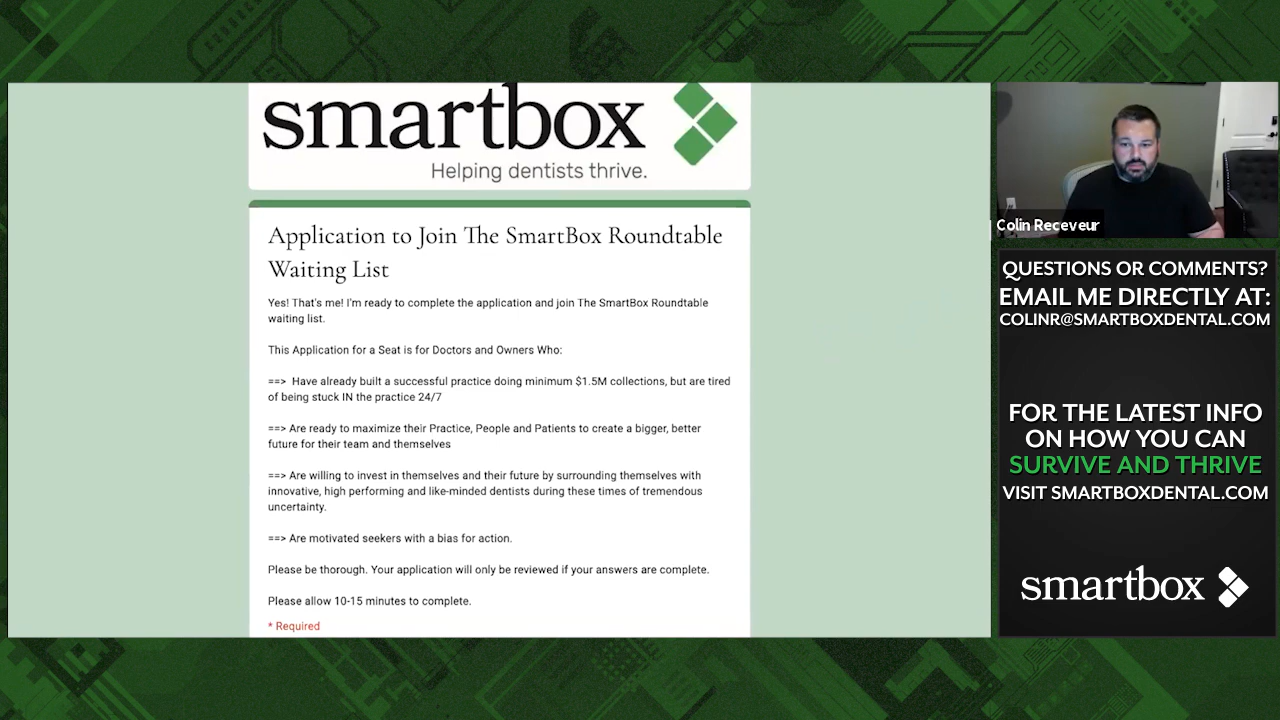 smartbox
Helping dentists thrive.
Application to Join The SmartBox Roundtable
Waiting List
Yes! That's me! I'm ready to complete the application and join The SmartBox Roundtable
waiting list.
This Application for a Seat is for Doctors and Owners Who:
==> Have already built a successful practice doing minimum $1.5M collections, but are tired
of being stuck IN the practice 24/7
==> Are ready to maximize their Practice, People and Patients to create a bigger, better
future for their team and themselves
==> Are willing to invest in themselves and their future by surrounding themselves with
innovative, high performing and like-minded dentists during these times of tremendous
uncertainty.
==> Are motivated seekers with a bias for action.
Please be thorough. Your application will only be reviewed if your answers are complete.
Please allow 10-15 minutes to complete.
* Required
Colin Receveur
QUESTIONS OR COMMENTS?
EMAIL ME DIRECTLY AT:
COLINR@SMARTBOXDENTAL.COM
FOR THE LATEST INFO
ON HOW YOU CAN
SURVIVE AND THRIVE
VISIT SMARTBOXDENTAL.COM
smartbox